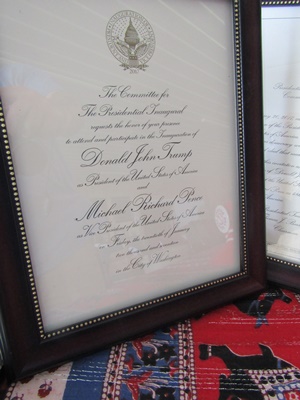 The Committee for
The Presidential Inaugural
requests the honor of your presence
to attend and participate in the Inauguration of
Donald John Trump
as President of the United States of America
and
Michael Richard Pence
as Vice President of the United States of America
on Friday, the twentieth of January
two thousand and seventeen
in the City of Washington